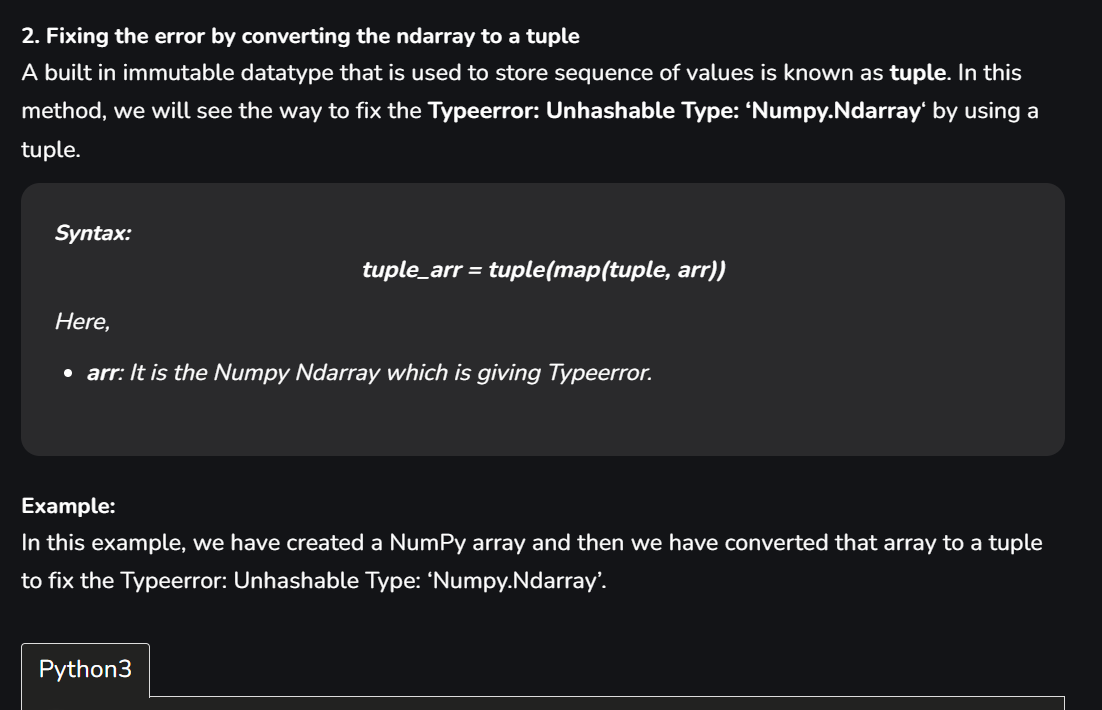 2. Fixing the error by converting the ndarray to a tuple
A built in immutable datatype that is used to store sequence of values is known as tuple. In this
method, we will see the way to fix the Typeerror: Unhashable Type: ‘Numpy.Ndarray‘ by using a
tuple.
Syntax:
tuple_arr = tuple(map(tuple, arr))
Here,
• arr: It is the Numpy Ndarray which is giving Typeerror.
Example:
In this example, we have created a NumPy array and then we have converted that array to a tuple
to fix the Typeerror: Unhashable Type: ‘Numpy.Ndarray’.
Python3